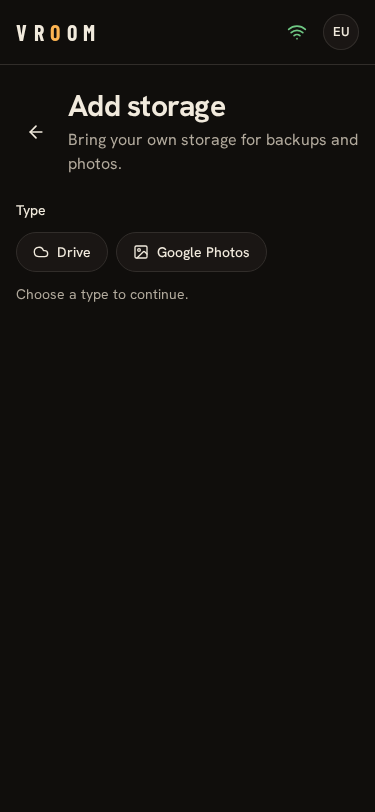 VROOM
EU
Add storage
Bring your own storage for backups and
photos.
Type
Drive
Google Photos
Choose a type to continue.